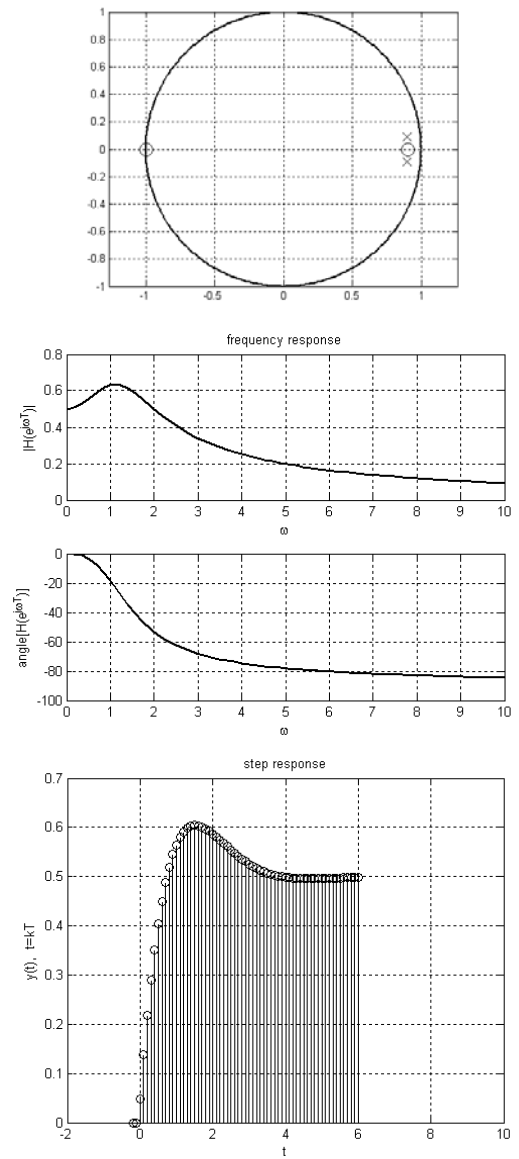 1
0.8
0.6
0.4
0.2
0
-0.2
-0.4
-0.6
-0.8
-1
-1 -0.5 0 0.5 1
frequency response
0.8
0.6
0.4
0.2
0
|H(e^jωT)|
0 1 2 3 4 5 6 7 8 9 10
ω
0
-20
-40
-60
-80
-100
angle[H(e^jωT)]
0 1 2 3 4 5 6 7 8 9 10
ω
step response
0.7
0.6
0.5
0.4
0.3
0.2
0.1
0
y(t), t=kT
-2 0 2 4 6 8 10
t